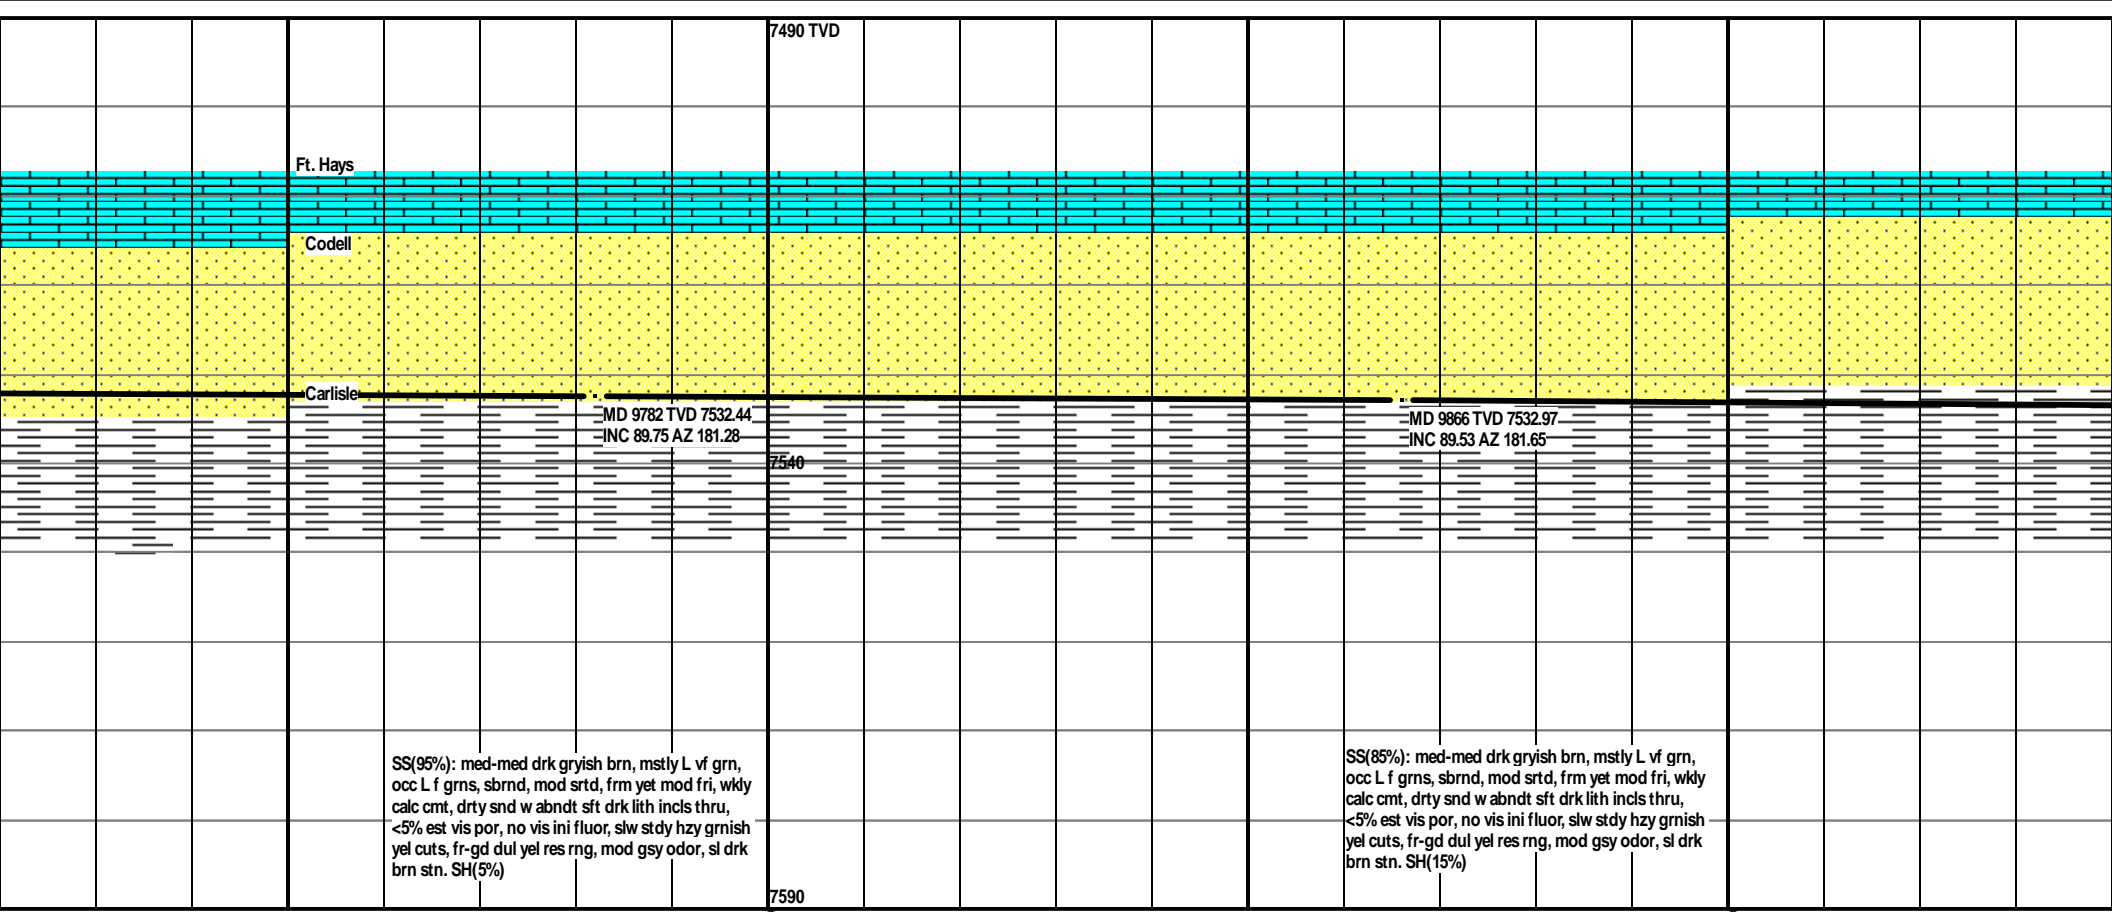 7490 TVD
Ft. Hays
Codell
Carlisle
MD 9782 TVD 7532.44
INC 89.75 AZ 181.28
MD 9866 TVD 7532.97
INC 89.53 AZ 181.65
7540
SS(95%): med-med drk gryish brn, mstly L vf grn,
occ L f grns, sbrnd, mod srtd, frm yet mod fri, wkly
calc cmt, drty snd w abndt sft drk lith incls thru,
<5% est vis por, no vis ini fluor, slw stdy hzy grnish
yel cuts, fr-gd dul yel res rng, mod gsy odor, sl drk
brn stn. SH(5%)
SS(85%): med-med drk gryish brn, mstly L vf grn,
occ L f grns, sbrnd, mod srtd, frm yet mod fri, wkly
calc cmt, drty snd w abndt sft drk lith incls thru,
<5% est vis por, no vis ini fluor, slw stdy hzy grnish
yel cuts, fr-gd dul yel res rng, mod gsy odor, sl drk
brn stn. SH(15%)
7590